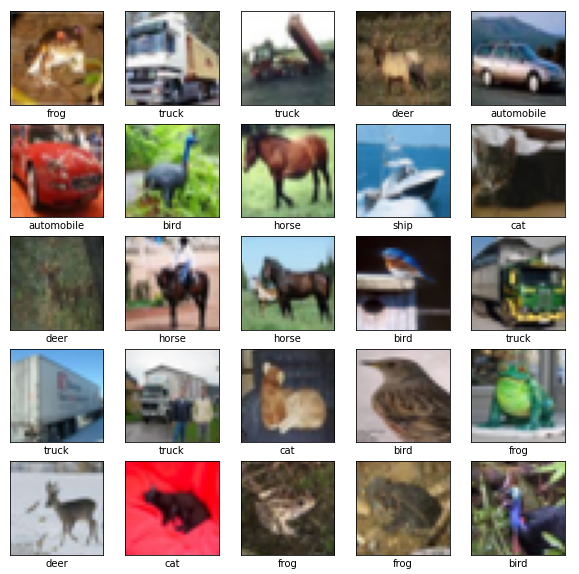 frog truck truck deer automobile
automobile bird horse ship cat
deer horse horse bird truck
truck truck cat bird frog
deer cat frog frog bird